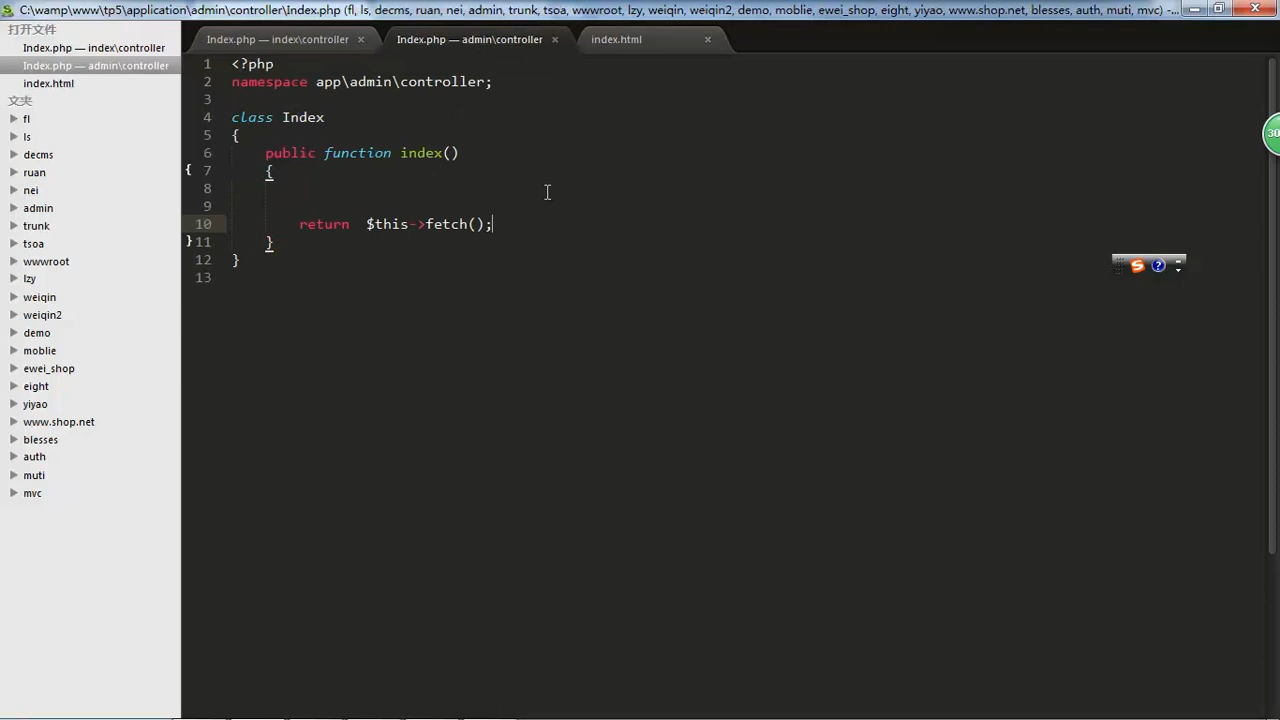 C:\wamp\www\tp5\application\admin\controller\Index.php (fl, ls, decms, ruan, nei, admin, trunk, tsoa, wwwroot, lzy, weiqin, weiqin2, demo, moblie, ewei_shop, eight, yiyao, www.shop.net, blesses, auth, muti, mvc) -...
打开文件
Index.php — index\controller
Index.php — admin\controller
index.html
文夹
fl
ls
decms
ruan
nei
admin
trunk
tsoa
wwwroot
lzy
weiqin
weiqin2
demo
moblie
ewei_shop
eight
yiyao
www.shop.net
blesses
auth
muti
mvc
Index.php — index\controller
Index.php — admin\controller
index.html
1 <?php
2 namespace app\admin\controller;
3
4 class Index
5 {
6 public function index()
{ 7 {
8
9
10 return  $this->fetch();
} 11 }
12 }
13
30
S ?